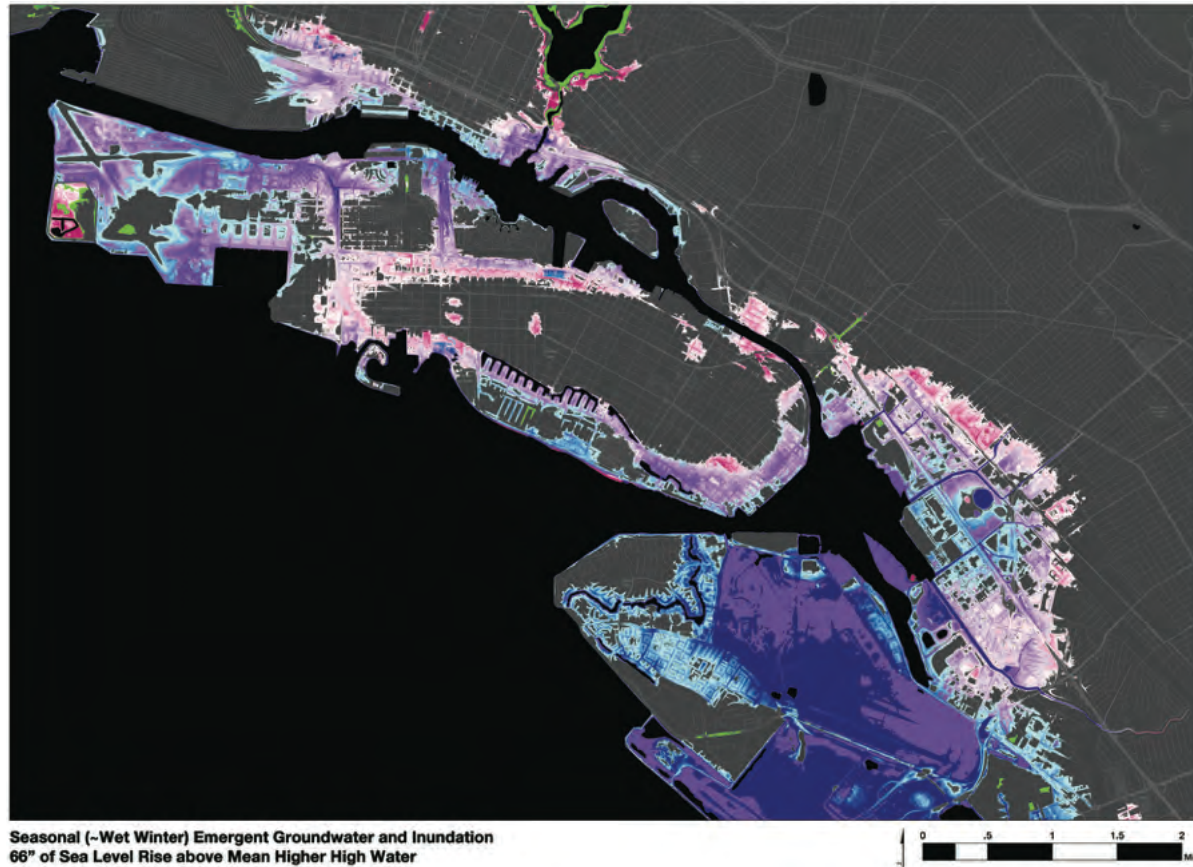 Seasonal (~Wet Winter) Emergent Groundwater and Inundation
66" of Sea Level Rise above Mean Higher High Water
0 .5 1 1.5 2